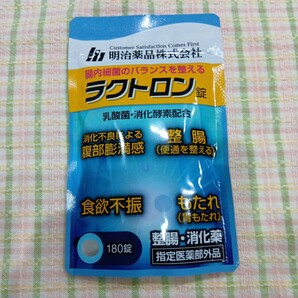 明治薬品株式会社
Customer Satisfaction Comes First
腸内細菌のバランスを整える
ラクトロン錠
乳酸菌・消化酵素配合
消化不良による
腹部膨満感
整腸
(便通を整える)
食欲不振
もたれ
(胃もたれ)
180錠
整腸・消化薬
指定医薬部外品